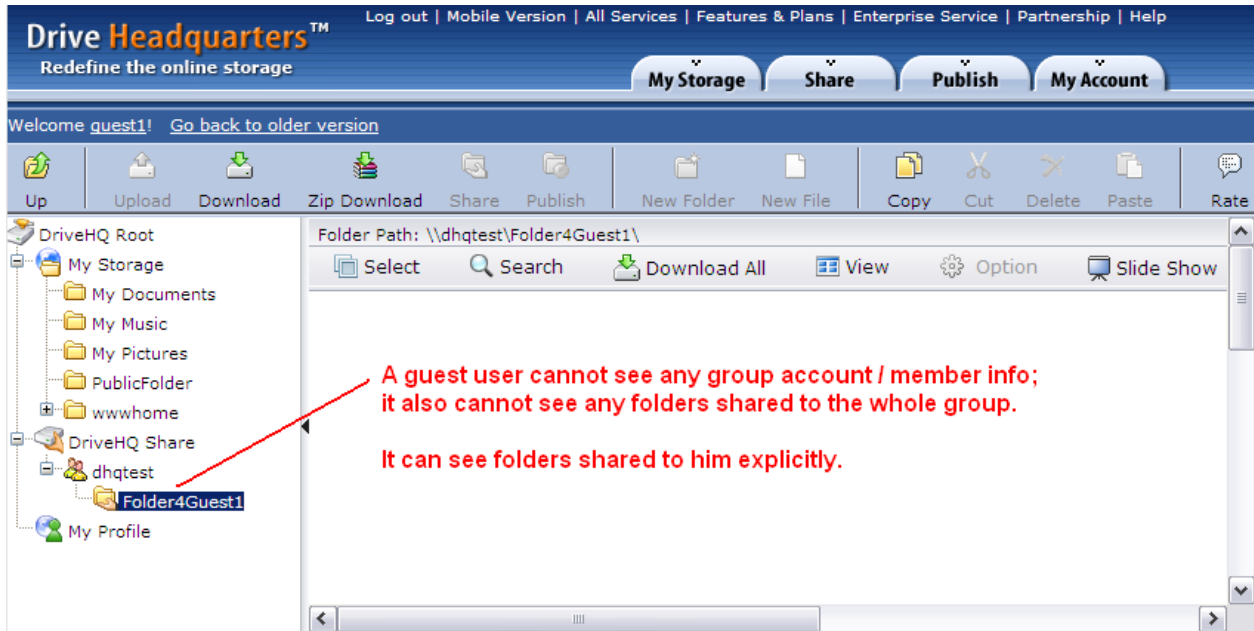 Log out | Mobile Version | All Services | Features & Plans | Enterprise Service | Partnership | Help
Drive Headquarters™
Redefine the online storage
My Storage Share Publish My Account
Welcome guest1! Go back to older version
Up Upload Download Zip Download Share Publish New Folder New File Copy Cut Delete Paste Rate
DriveHQ Root
My Storage
My Documents
My Music
My Pictures
PublicFolder
wwwhome
DriveHQ Share
dhqtest
Folder4Guest1
My Profile
Folder Path: \\dhqtest\Folder4Guest1\
Select Search Download All View Option Slide Show
A guest user cannot see any group account / member info;
it also cannot see any folders shared to the whole group.
It can see folders shared to him explicitly.